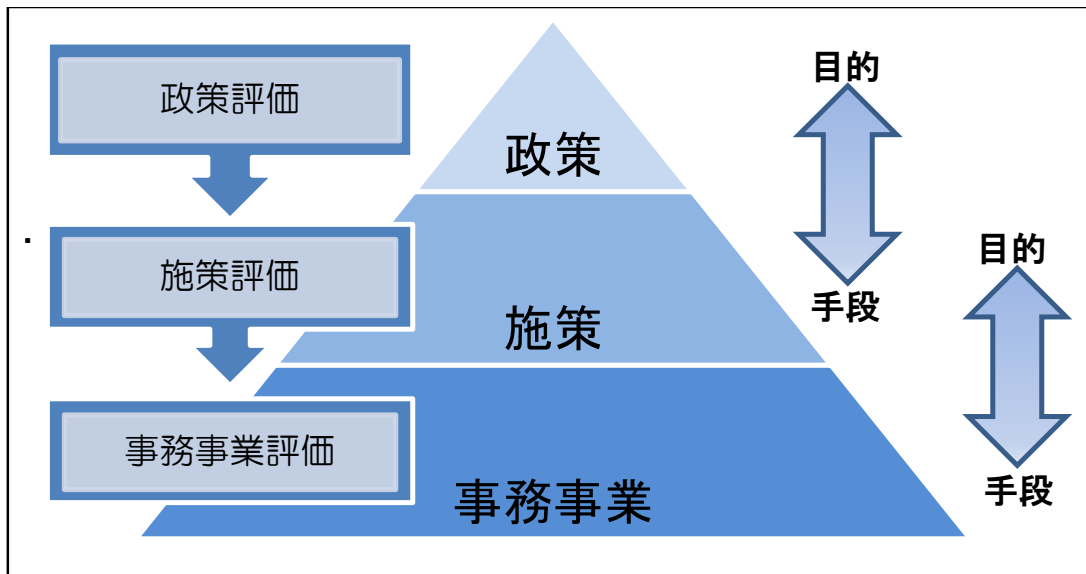 政策評価
施策評価
事務事業評価
政策
施策
事務事業
目的
手段
目的
手段